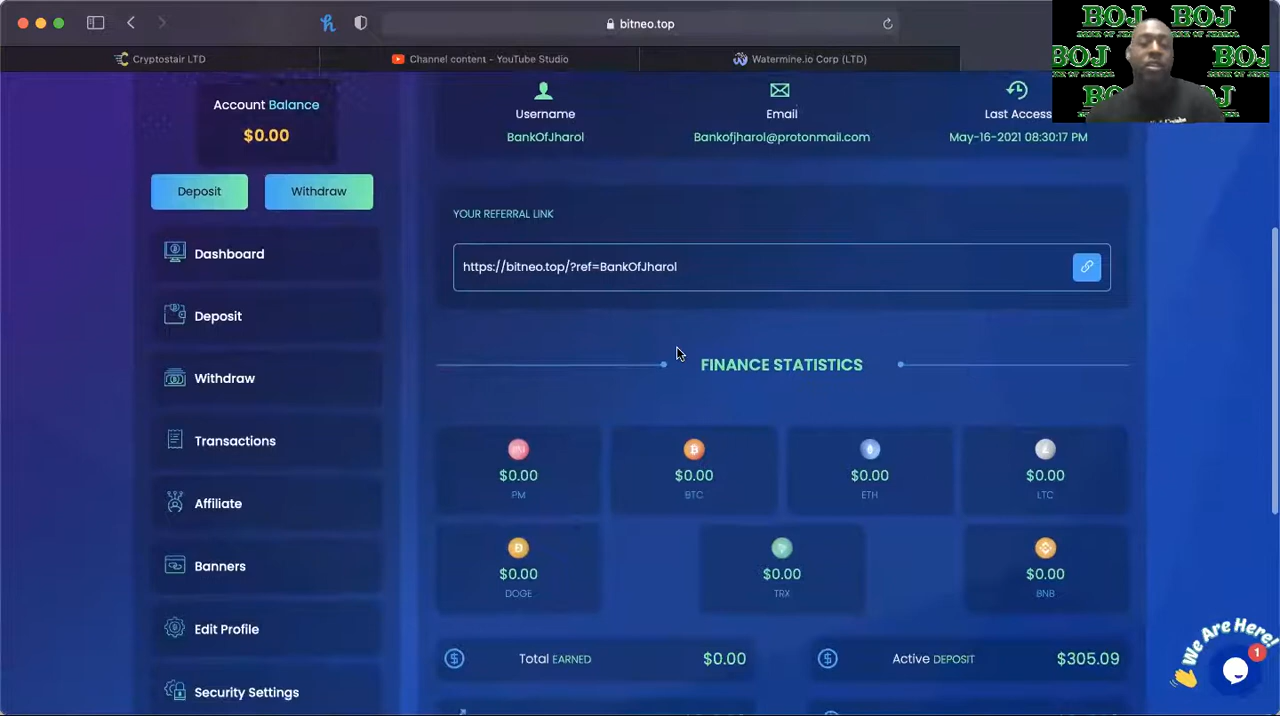 bitneo.top
Cryptostair LTD
Channel content - YouTube Studio
Watermine.io Corp (LTD)
BOJ BOJ
BOJ
BOJ
Account Balance
$0.00
Deposit
Withdraw
Dashboard
Deposit
Withdraw
Transactions
Affiliate
Banners
Edit Profile
Security Settings
Username
BankOfJharol
Email
Bankofjharol@protonmail.com
Last Access
May-16-2021 08:30:17 PM
YOUR REFERRAL LINK
https://bitneo.top/?ref=BankOfJharol
FINANCE STATISTICS
$0.00
PM
$0.00
BTC
$0.00
ETH
$0.00
LTC
$0.00
DOGE
$0.00
TRX
$0.00
BNB
Total EARNED
$0.00
Active DEPOSIT
$305.09
We Are Here!
1